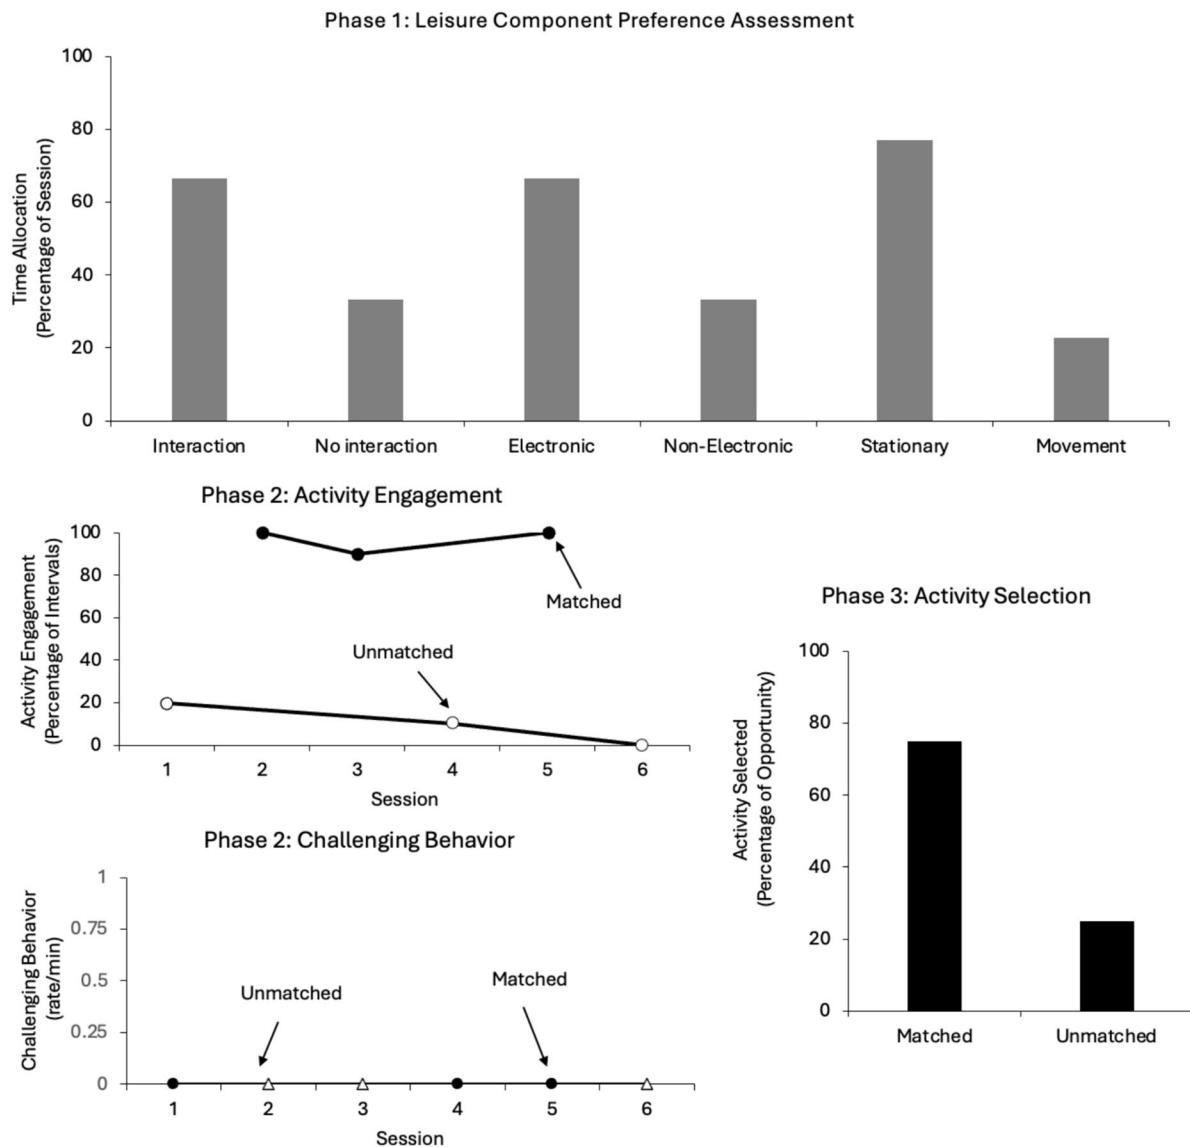 Phase 1: Leisure Component Preference Assessment
Time Allocation
(Percentage of Session)
100
80
60
40
20
0
Interaction
No interaction
Electronic
Non-Electronic
Stationary
Movement
Phase 2: Activity Engagement
Activity Engagement
(Percentage of Intervals)
100
80
60
40
20
0
Matched
Unmatched
1
2
3
4
5
6
Session
Phase 2: Challenging Behavior
Challenging Behavior
(rate/min)
1
0.75
0.5
0.25
0
Unmatched
Matched
1
2
3
4
5
6
Session
Phase 3: Activity Selection
Activity Selected
(Percentage of Opportunity)
100
80
60
40
20
0
Matched
Unmatched